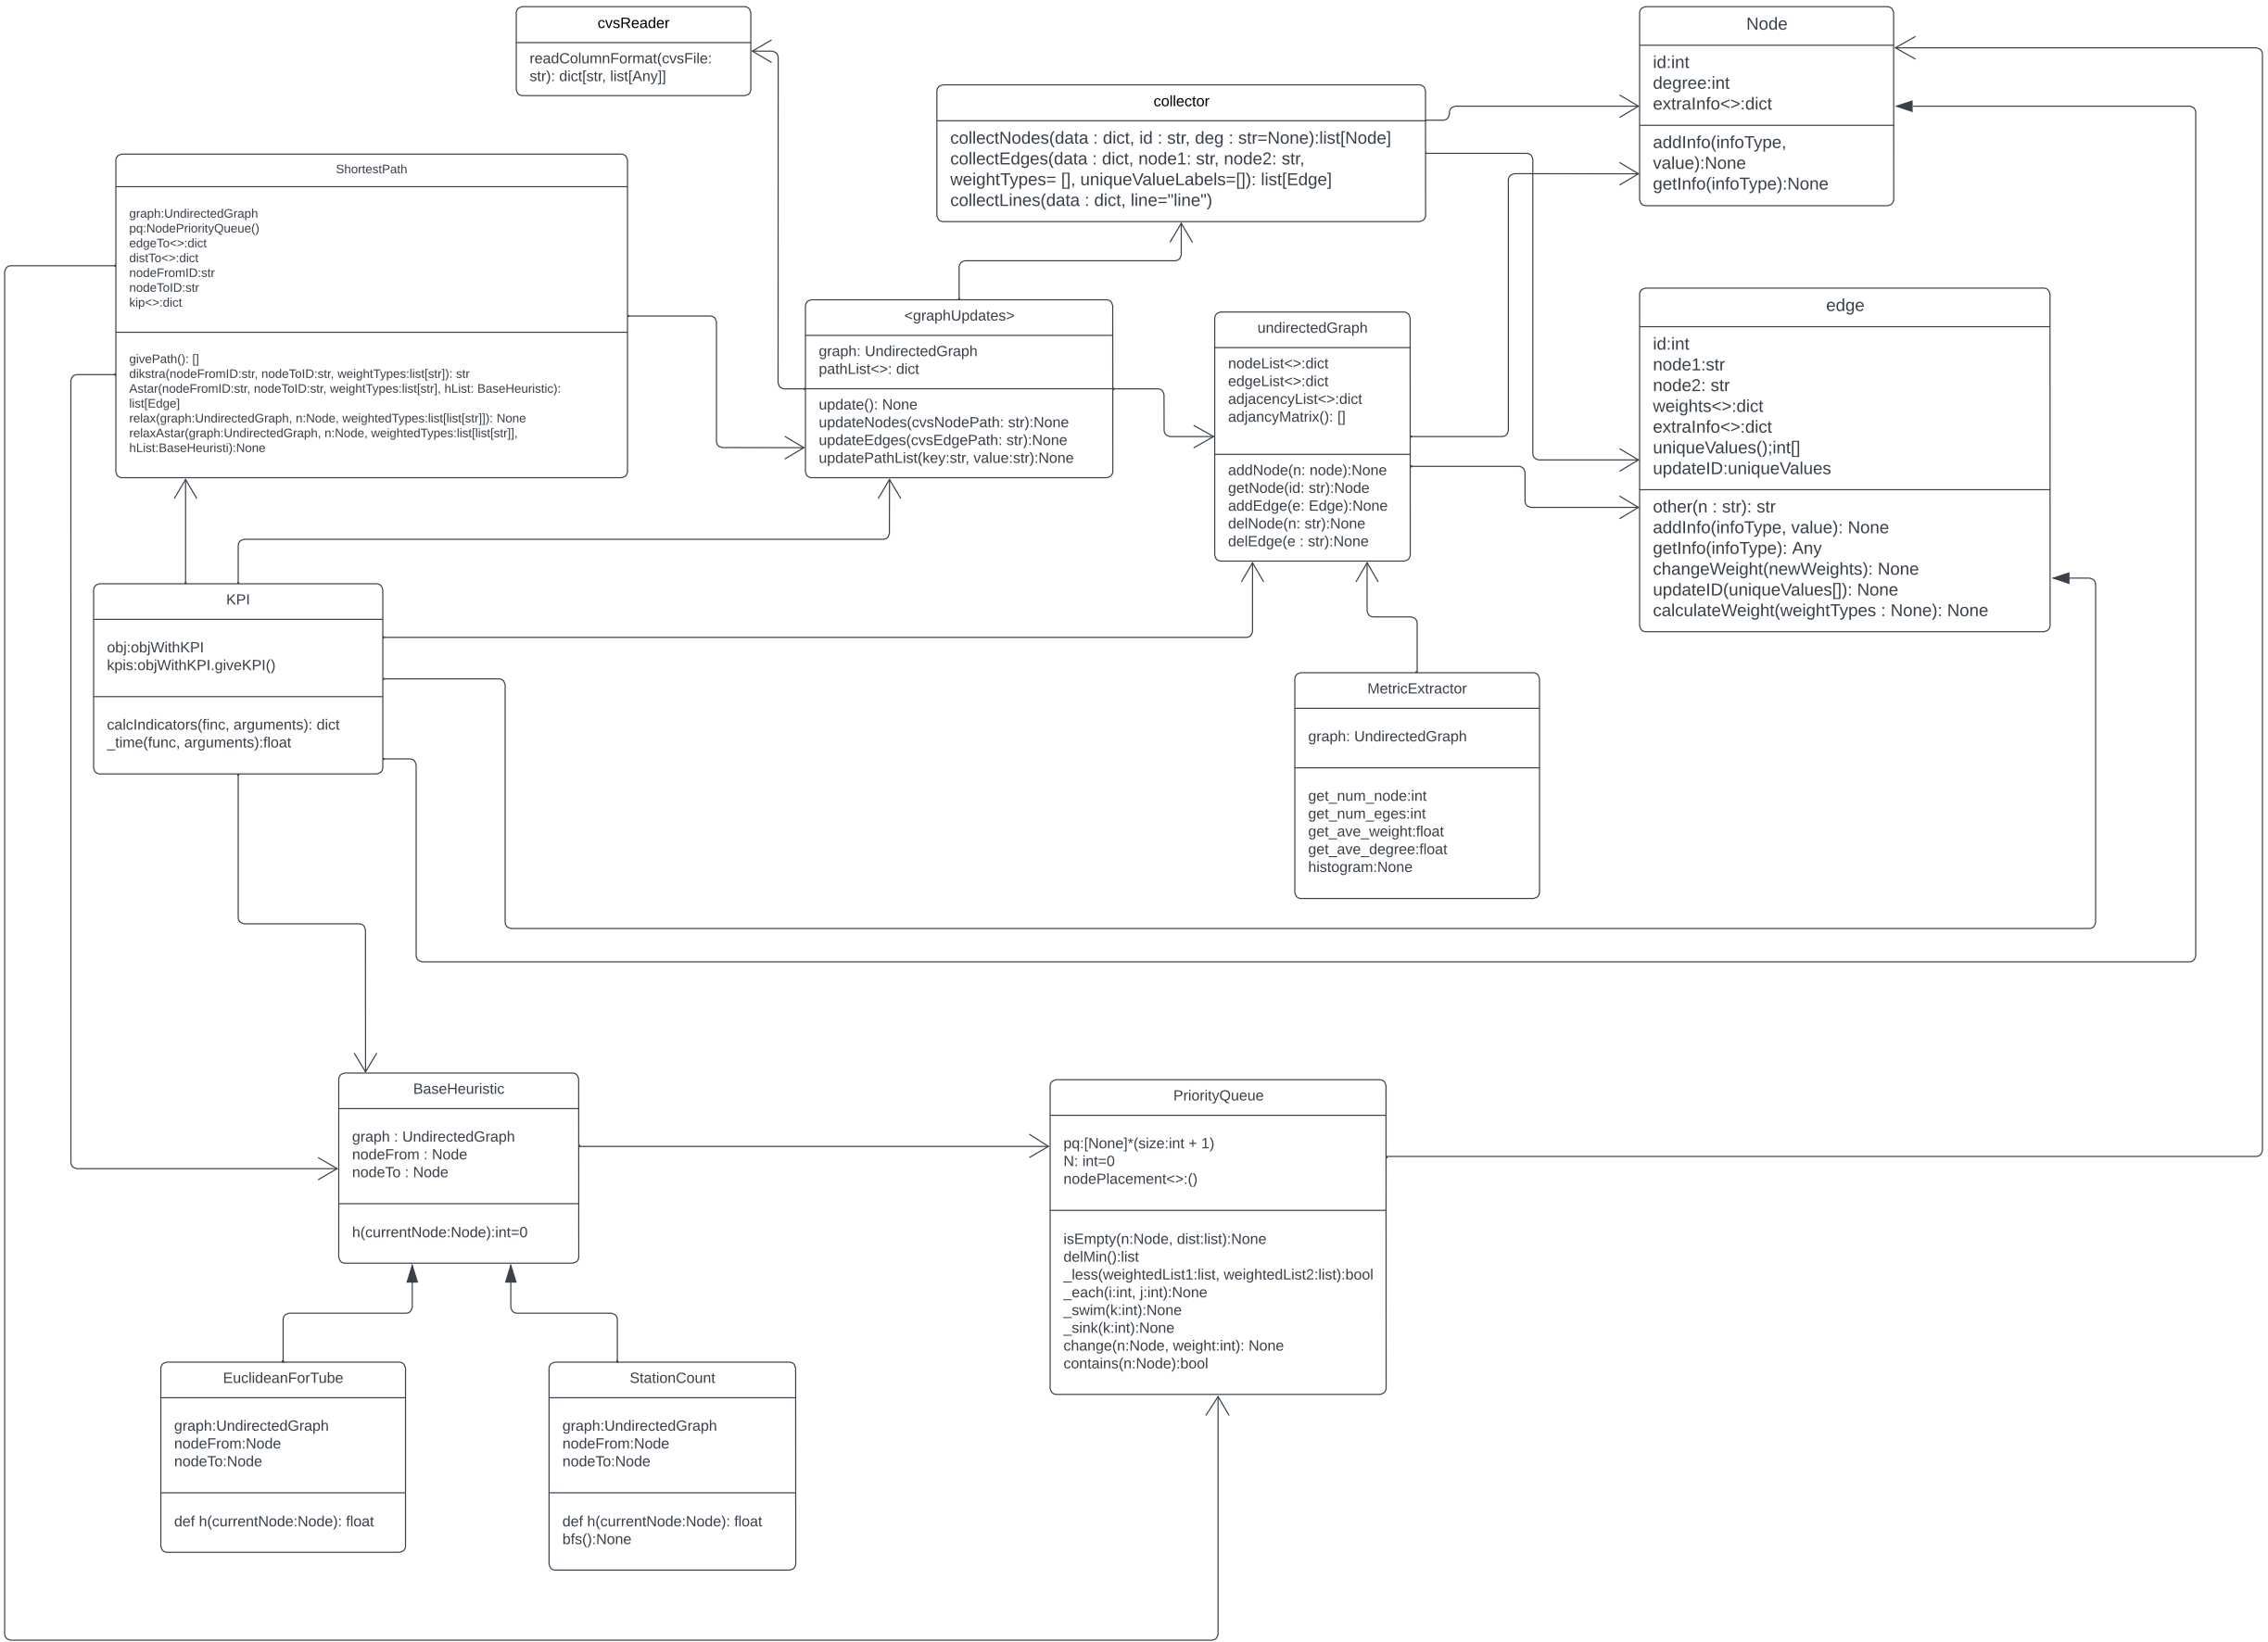 cvsReader
readColumnFormat(cvsFile:
str): dict[str, list[Any]]
collector
collectNodes(data : dict, id : str, deg : str=None):list[Node]
collectEdges(data : dict, node1: str, node2: str,
weightTypes= [], uniqueValueLabels=[]): list[Edge]
collectLines(data : dict, line="line")
Node
id:int
degree:int
extraInfo<>:dict
addInfo(infoType,
value):None
getInfo(infoType):None
ShortestPath
graph:UndirectedGraph
pq:NodePriorityQueue()
edgeTo<>:dict
distTo<>:dict
nodeFromID:str
nodeToID:str
kip<>:dict
givePath(): []
dikstra(nodeFromID:str, nodeToID:str, weightTypes:list[str]): str
Astar(nodeFromID:str, nodeToID:str, weightTypes:list[str], hList: BaseHeuristic):
list[Edge]
relax(graph:UndirectedGraph, n:Node, weightedTypes:list[list[str]]): None
relaxAstar(graph:UndirectedGraph, n:Node, weightedTypes:list[list[str]],
hList:BaseHeuristi):None
<graphUpdates>
graph: UndirectedGraph
pathList<>: dict
update(): None
updateNodes(cvsNodePath: str):None
updateEdges(cvsEdgePath: str):None
updatePathList(key:str, value:str):None
undirectedGraph
nodeList<>:dict
edgeList<>:dict
adjacencyList<>:dict
adjancyMatrix(): []
addNode(n: node):None
getNode(id: str):Node
addEdge(e: Edge):None
delNode(n: str):None
delEdge(e : str):None
edge
id:int
node1:str
node2: str
weights<>:dict
extraInfo<>:dict
uniqueValues();int[]
updateID:uniqueValues
other(n : str): str
addInfo(infoType, value): None
getInfo(infoType): Any
changeWeight(newWeights): None
updateID(uniqueValues[]): None
calculateWeight(weightTypes : None): None
KPI
obj:objWithKPI
kpis:objWithKPI.giveKPI()
calcIndicators(finc, arguments): dict
_time(func, arguments):float
MetricExtractor
graph: UndirectedGraph
get_num_node:int
get_num_eges:int
get_ave_weight:float
get_ave_degree:float
histogram:None
BaseHeuristic
graph : UndirectedGraph
nodeFrom : Node
nodeTo : Node
h(currentNode:Node):int=0
PriorityQueue
pq:[None]*(size:int + 1)
N: int=0
nodePlacement<>:()
isEmpty(n:Node, dist:list):None
delMin():list
_less(weightedList1:list, weightedList2:list):bool
_each(i:int, j:int):None
_swim(k:int):None
_sink(k:int):None
change(n:Node, weight:int): None
contains(n:Node):bool
EuclideanForTube
graph:UndirectedGraph
nodeFrom:Node
nodeTo:Node
def h(currentNode:Node): float
StationCount
graph:UndirectedGraph
nodeFrom:Node
nodeTo:Node
def h(currentNode:Node): float
bfs():None